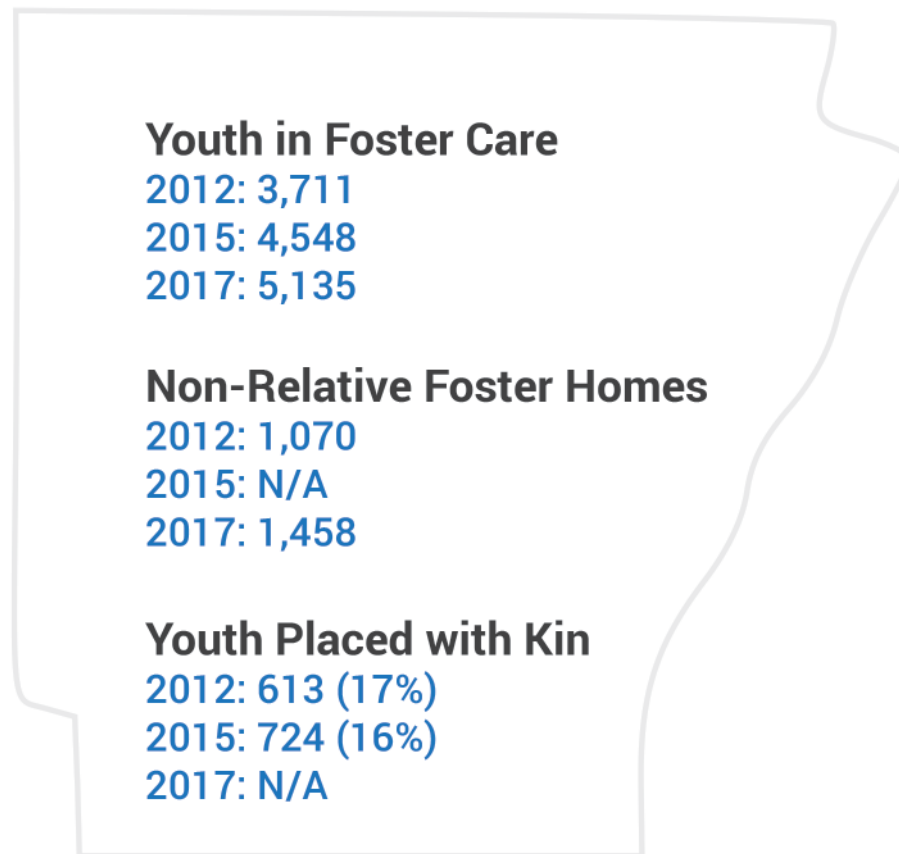 Youth in Foster Care
2012: 3,711
2015: 4,548
2017: 5,135
Non-Relative Foster Homes
2012: 1,070
2015: N/A
2017: 1,458
Youth Placed with Kin
2012: 613 (17%)
2015: 724 (16%)
2017: N/A